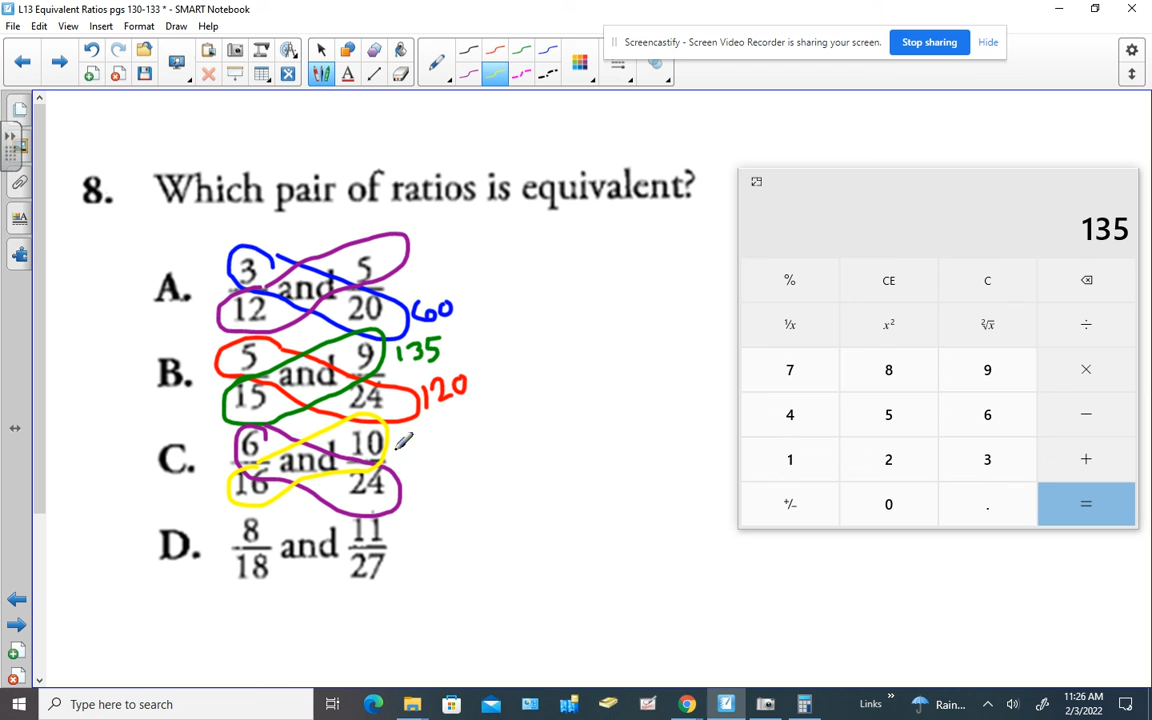 L13 Equivalent Ratios pgs 130-133 * - SMART Notebook
File Edit View Insert Format Draw Help
Screencastify - Screen Video Recorder is sharing your screen. Stop sharing Hide
8. Which pair of ratios is equivalent?
A. 3/12 and 5/20 60
B. 5/15 and 9/24 135 120
C. 6/16 and 10/24
D. 8/18 and 11/27
135
% CE C
¹/x x² ²√x ÷
7 8 9 ×
4 5 6 −
1 2 3 +
+/− 0 . =
Type here to search
Links » Rain... 11:26 AM
2/3/2022